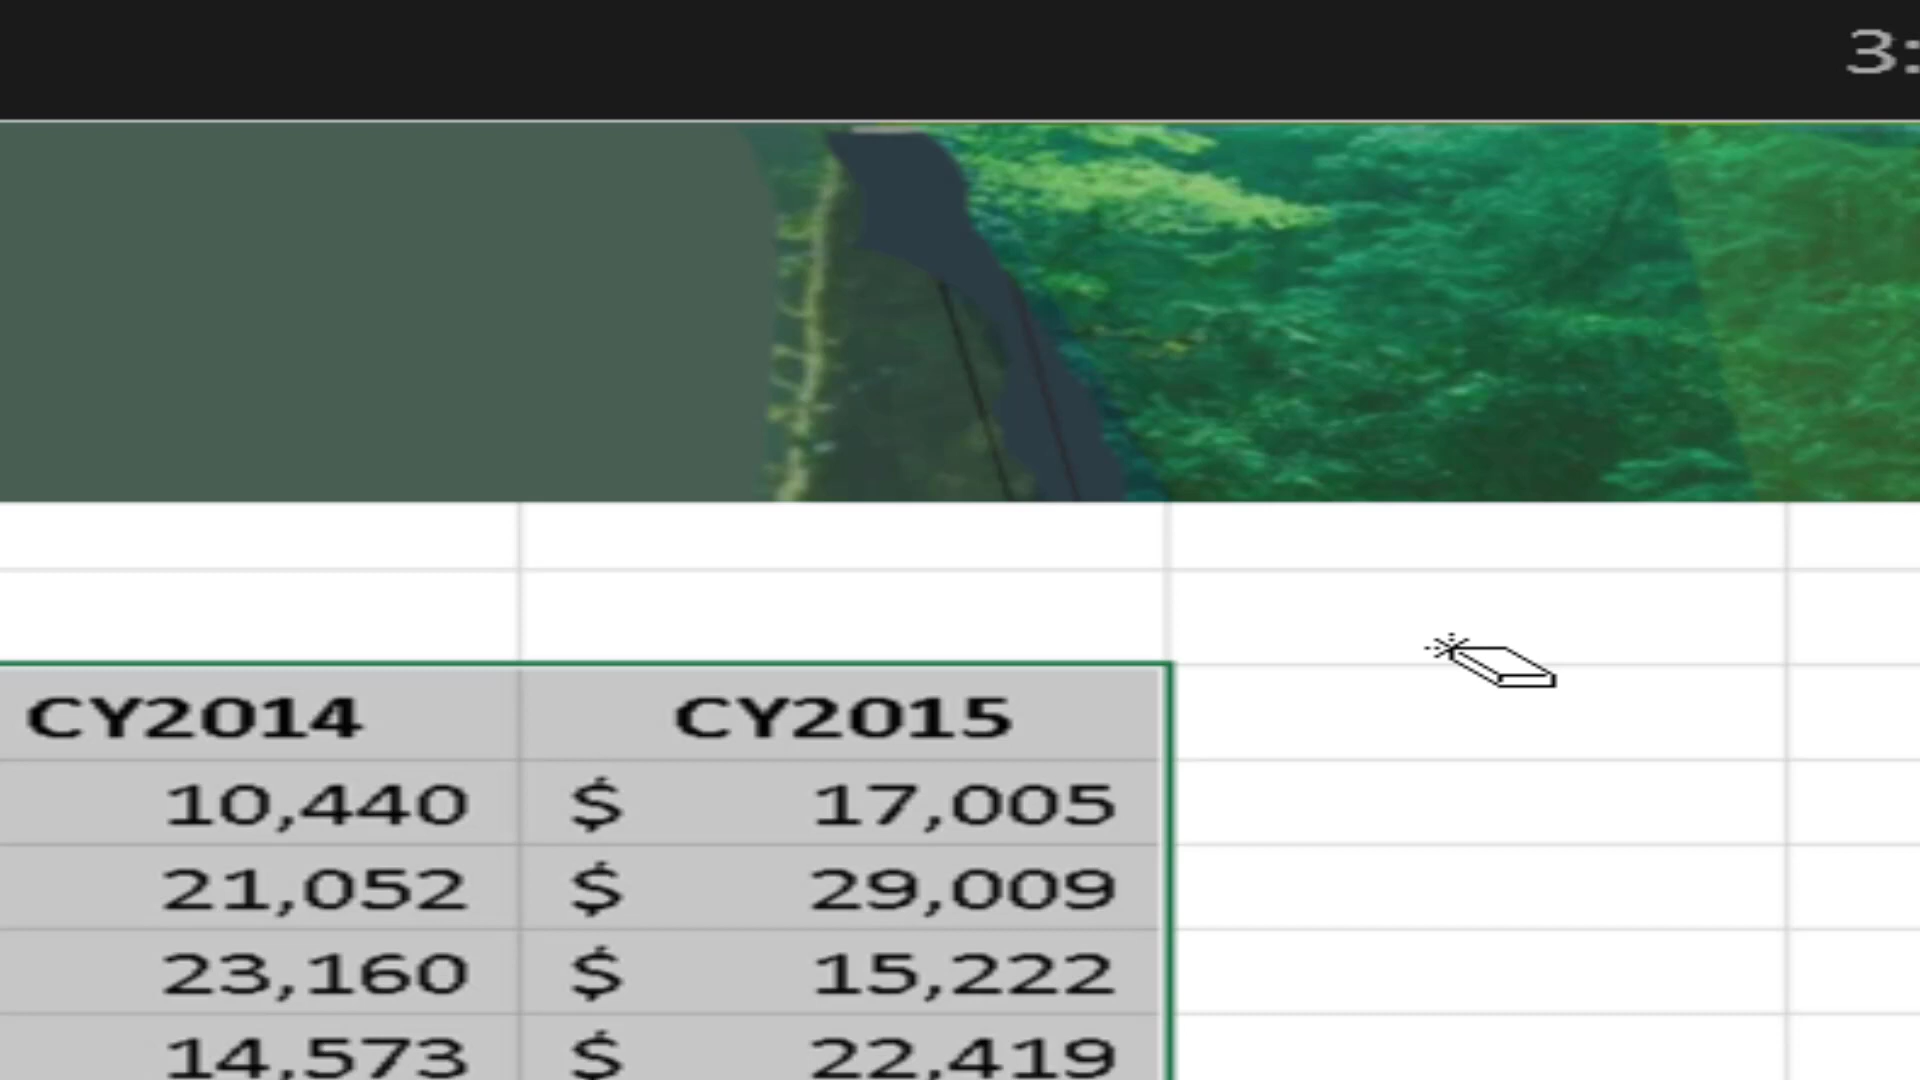 3:
CY2014 CY2015
10,440 $ 17,005
21,052 $ 29,009
23,160 $ 15,222
14,573 $ 22,419